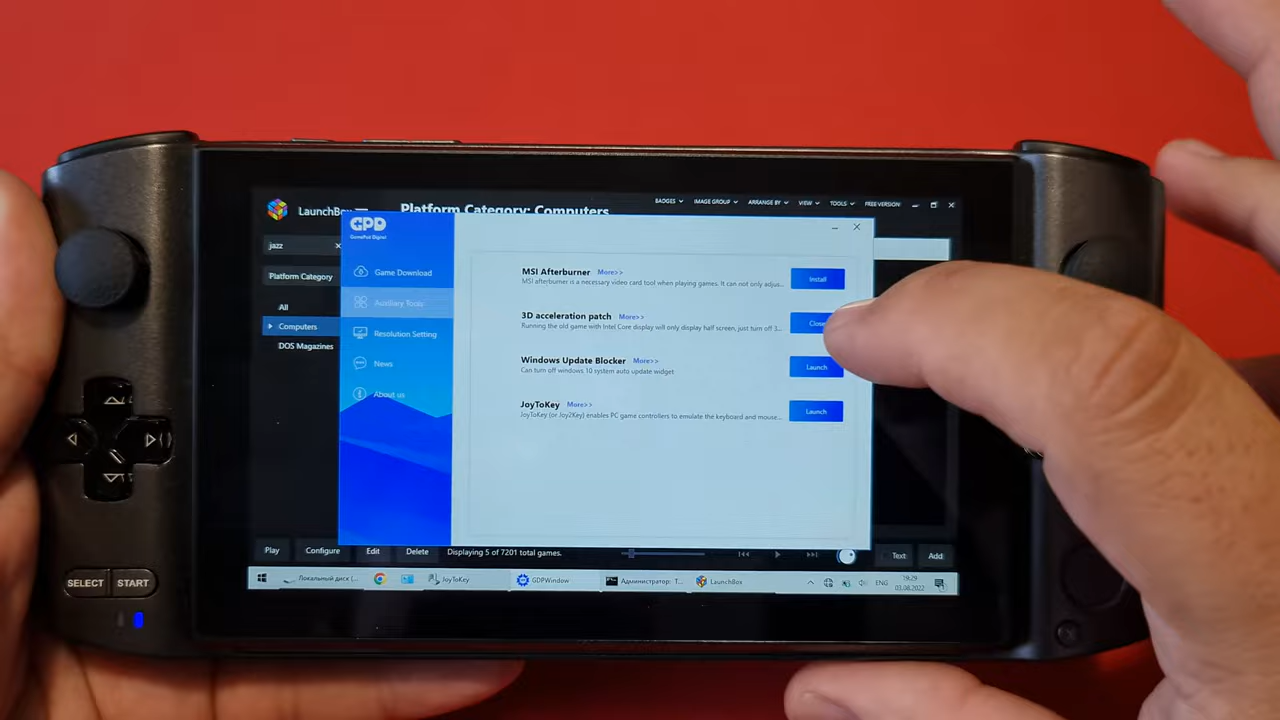 LaunchBox
Platform Category: Computers
BADGES
IMAGE GROUP
ARRANGE BY
VIEW
TOOLS
FREE VERSION
jazz
x
Platform Category
All
Computers
DOS Magazines
GPD
GamePad Digital
Game Download
Auxiliary Tools
Resolution Setting
News
About us
MSI Afterburner More>>
MSI afterburner is a necessary video card tool when playing games. It can not only adjus...
Install
3D acceleration patch More>>
Running the old game with Intel Core display will only display half screen, just turn off 3...
Close
Windows Update Blocker More>>
Can turn off windows 10 system auto update widget
Launch
JoyToKey More>>
JoyToKey (or Joy2Key) enables PC game controllers to emulate the keyboard and mouse...
Launch
Play
Configure
Edit
Delete
Displaying 5 of 7201 total games.
Text
Add
Локальный диск (...
JoyToKey
GDPWindow
Администратор: T...
LaunchBox
ENG
19:29
03.08.2022
SELECT
START